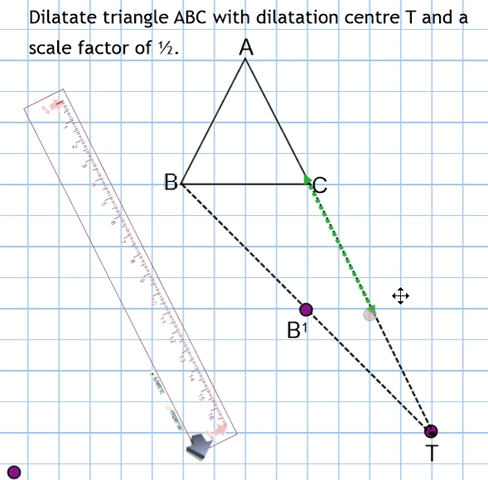 Dilatate triangle ABC with dilatation centre T and a
scale factor of ½.
A
B
C
B¹
T